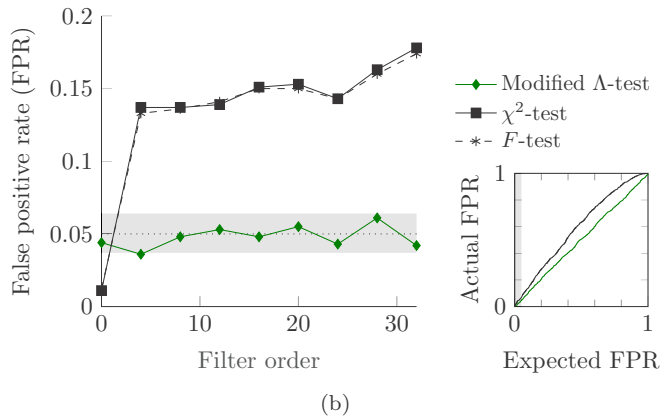 0.2
0.15
0.1
0.05
0
0
10
20
30
False positive rate (FPR)
Filter order
Modified Λ-test
χ²-test
F-test
1
0
0
1
Actual FPR
Expected FPR
(b)